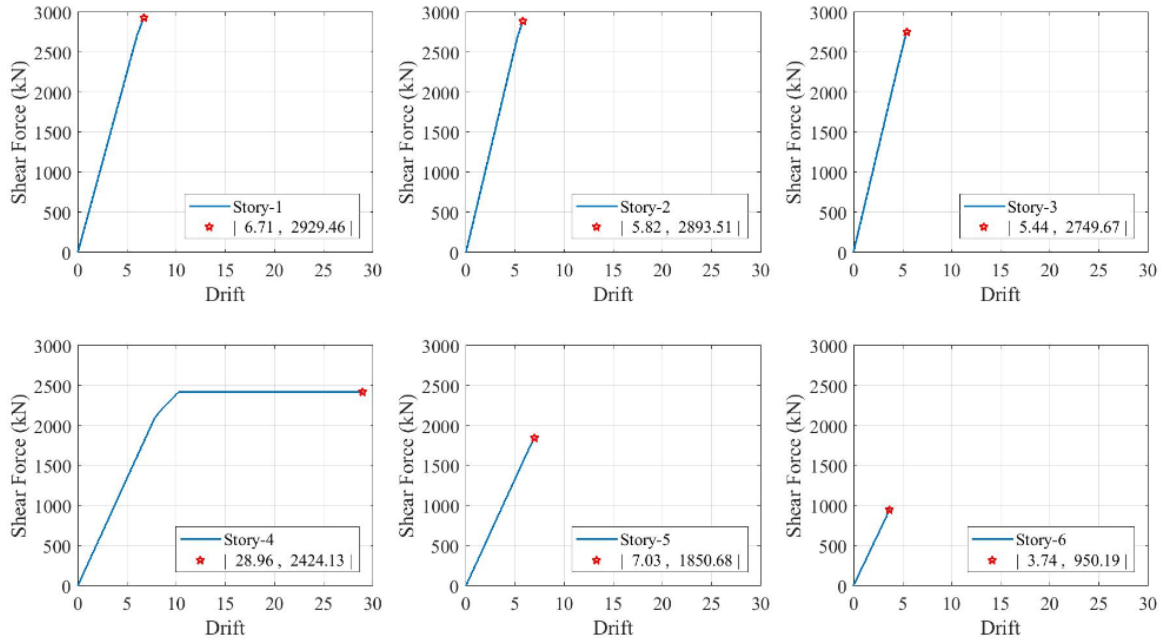 3000
2500
2000
1500
1000
500
0
Shear Force (kN)
Story-1
| 6.71 , 2929.46 |
0 5 10 15 20 25 30
Drift
3000
2500
2000
1500
1000
500
0
Shear Force (kN)
Story-2
| 5.82 , 2893.51 |
0 5 10 15 20 25 30
Drift
3000
2500
2000
1500
1000
500
0
Shear Force (kN)
Story-3
| 5.44 , 2749.67 |
0 5 10 15 20 25 30
Drift
3000
2500
2000
1500
1000
500
0
Shear Force (kN)
Story-4
| 28.96 , 2424.13 |
0 5 10 15 20 25 30
Drift
3000
2500
2000
1500
1000
500
0
Shear Force (kN)
Story-5
| 7.03 , 1850.68 |
0 5 10 15 20 25 30
Drift
3000
2500
2000
1500
1000
500
0
Shear Force (kN)
Story-6
| 3.74 , 950.19 |
0 5 10 15 20 25 30
Drift